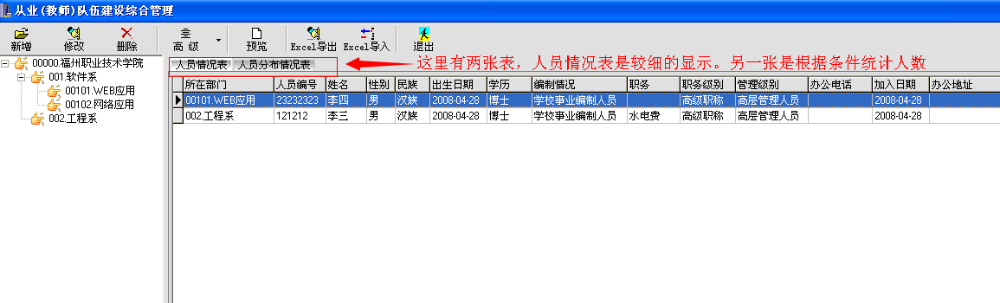 从业(教师)队伍建设综合管理
新增 修改 删除 高 级 预览 Excel导出 Excel导入 退出
00000.福州职业技术学院
001.软件系
00101.WEB应用
00102.网络应用
002.工程系
人员情况表 人员分布情况表
这里有两张表，人员情况表是较细的显示。另一张是根据条件统计人数
所在部门 人员编号 姓名 性别 民族 出生日期 学历 编制情况 职务 职务级别 管理级别 办公电话 加入日期 办公地址
00101.WEB应用 23232323 李四 男 汉族 2008-04-28 博士 学校事业编制人员 高级职称 高层管理人员 2008-04-28
002.工程系 121212 李三 男 汉族 2008-04-28 博士 学校事业编制人员 水电费 高级职称 高层管理人员 2008-04-28